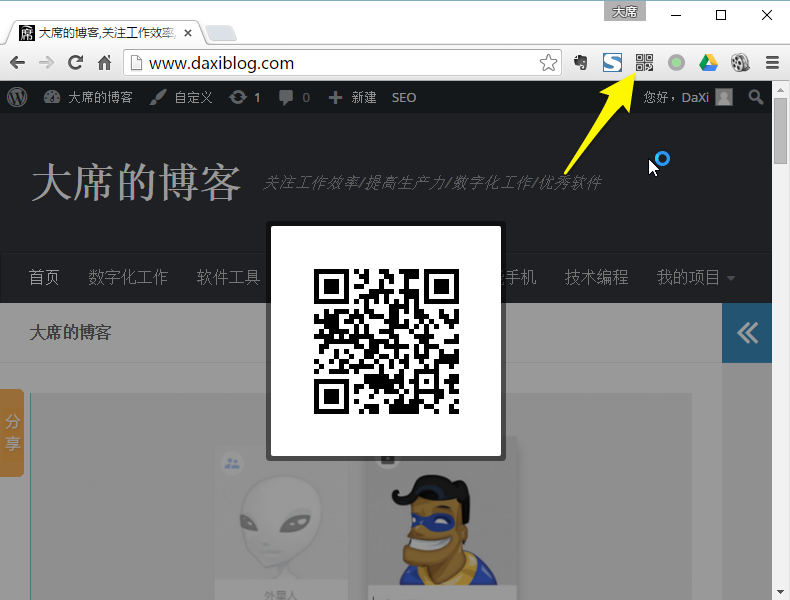 大席
大席的博客,关注工作效率
www.daxiblog.com
大席的博客 自定义 1 0 新建 SEO 您好，DaXi
大席的博客 关注工作效率/提高生产力/数字化工作/优秀软件
首页 数字化工作 软件工具 手机 技术编程 我的项目
大席的博客
分享
外星人